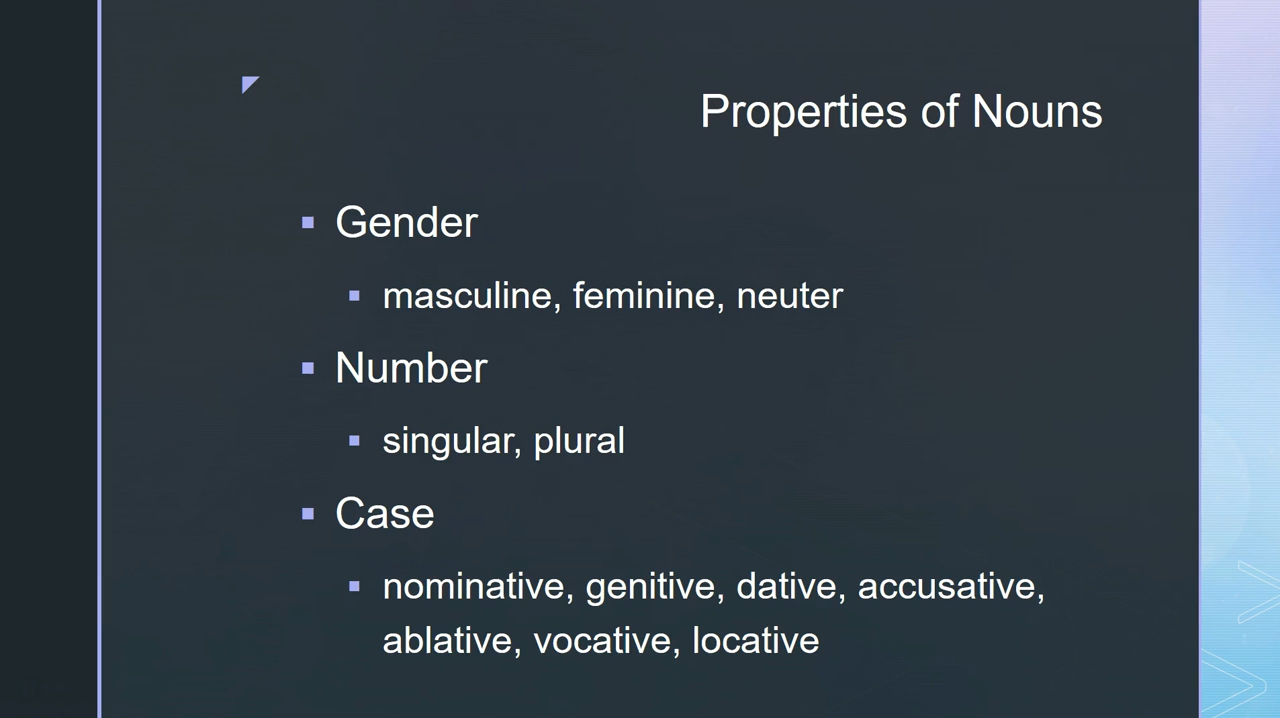 Properties of Nouns
Gender
masculine, feminine, neuter
Number
singular, plural
Case
nominative, genitive, dative, accusative,
ablative, vocative, locative